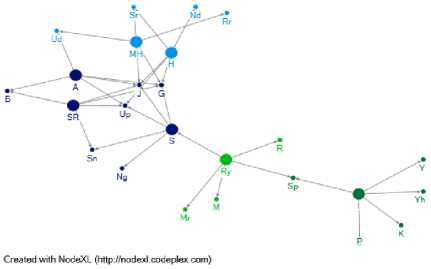 Sr
Nd
Rr
Ud
MH
H
A
J
G
B
SR
Up
S
Sn
Ng
Ry
R
Sp
Mr
M
Y
Yh
K
P
Created with NodeXL (http://nodexl.codeplex.com)